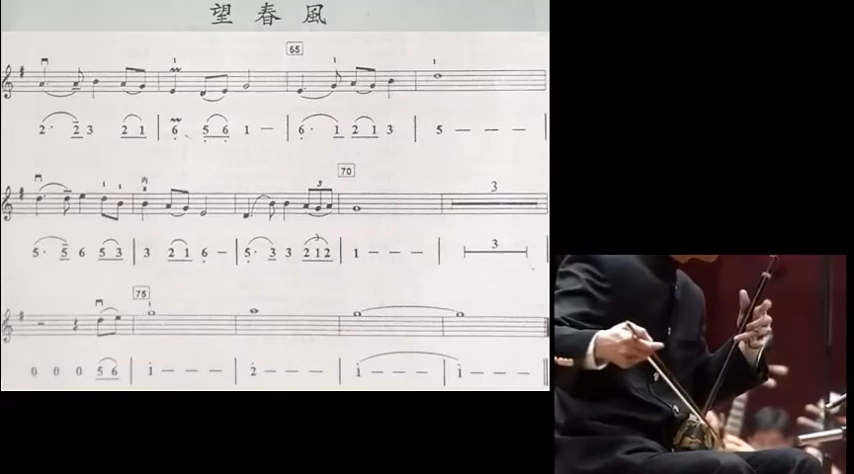 望春風
65
2· 2 3 2 1 | 6 5 6 1 – | 6· 1 2 1 3 | 5 – – –
70
3
3
5· 5 6 5 3 | 3 2 1 6 – | 5· 3 3 2 1 2 | 1 – – – | 3
75
0 0 0 5 6 | 1 – – – | 2 – – – | 1 – – – | 1 – – –